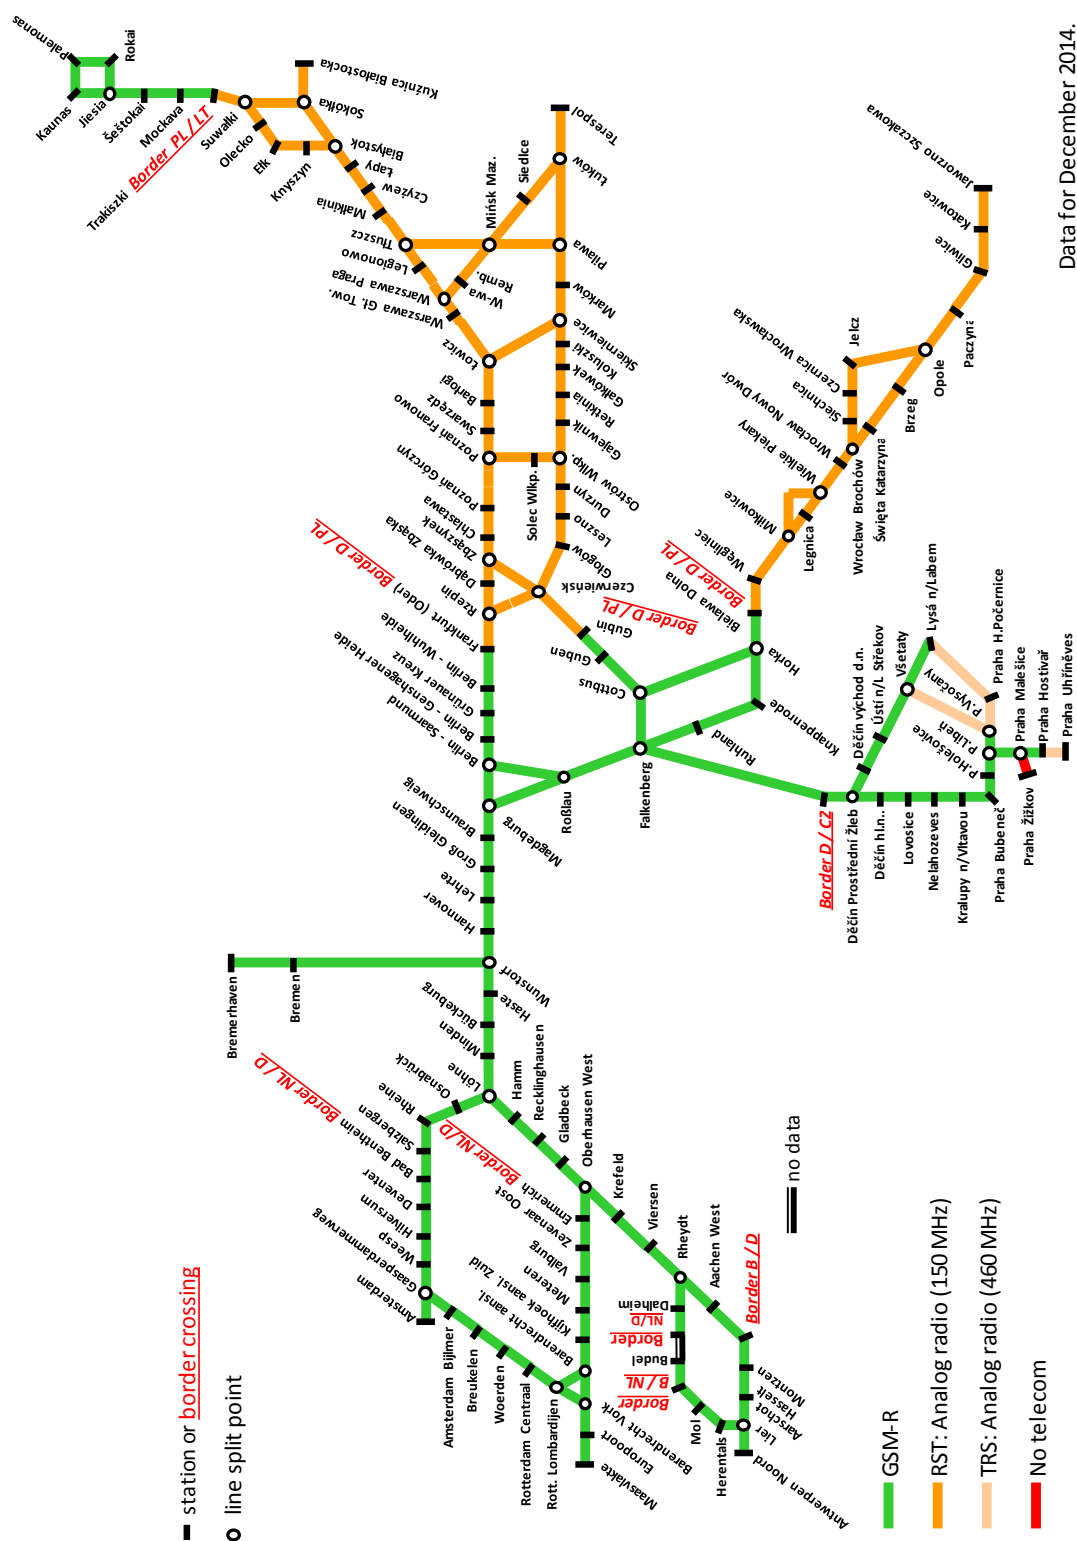 Palemonas
Rokai
Kaunas
Jiesia
Šeštokai
Mockava
Trakiszki
Border PL / LT
Suwałki
Olecko
Ełk
Knyszyn
Sokółka
Kuźnica Białostocka
Białystok
Łapy
Czyżew
Małkinia
Tłuszcz
Legionowo
Warszawa Praga
Warszawa Gł. Tow.
W-wa
Remb.
Mińsk Maz.
Siedlce
Terespol
Łuków
Pilawa
Marków
Skierniewice
Koluszki
Gałkówek
Retkinia
Gajewnik
Ostrów Wlkp.
Durzyn
Leszno
Głogów
Czerwieńsk
Solec Wlkp.
Łowicz
Barłogi
Swarzędz
Poznań Franowo
Poznań Górczyn
Chlastawa
Zbąszynek
Dąbrówka Zbąska
Rzepin
Border D / PL
Frankfurt (Oder)
Berlin - Wuhlheide
Grünauer Kreuz
Berlin - Genshagener Heide
Berlin - Saarmund
Border D / PL
Gubin
Guben
Cottbus
Horka
Knappenrode
Ruhland
Falkenberg
Roßlau
Magdeburg
Braunschweig
Groß Gleidingen
Lehrte
Hannover
Wunstorf
Haste
Bückeburg
Minden
Löhne
Bremerhaven
Bremen
Border D / PL
Bielawa Dolna
Węgliniec
Miłkowice
Legnica
Wielkie Piekary
Wrocław Nowy Dwór
Wrocław Brochów
Święta Katarzyna
Siechnica
Czernica Wrocławska
Jelcz
Brzeg
Opole
Paczyna
Gliwice
Katowice
Jaworzno Szczakowa
Border D / CZ
Děčín Prostřední Žleb
Děčín východ d.n.
Ústí n/L Střekov
Všetaty
Lysá n/Labem
P.Vysočany
Praha H.Počernice
P.Libeň
P.Holešovice
Praha Malešice
Praha Hostivař
Praha Uhříněves
Praha Žižkov
Praha Bubeneč
Kralupy n/Vltavou
Nelahozeves
Lovosice
Děčín hl.n..
Border NL / D
Osnabrück
Rheine
Salzbergen
Bad Bentheim
Deventer
Hilversum
Weesp
Gaasperdammerweg
Amsterdam
Amsterdam Bijlmer
Breukelen
Woerden
Rotterdam Centraal
Rott. Lombardijen
Hamm
Recklinghausen
Gladbeck
Oberhausen West
Border NL/D
Emmerich
Zevenaar Oost
Valburg
Meteren
Kijfhoek aansl. Zuid
Barendrecht aansl.
Barendrecht Vork
Europoort
Maasvlakte
Krefeld
Viersen
Rheydt
Aachen West
Border B / D
Dalheim
NL/D
Border
Budel
B / NL
Border
Mol
Herentals
Montzen
Hasselt
Aarschot
Lier
Antwerpen Noord
station or border crossing
line split point
no data
GSM-R
RST: Analog radio (150 MHz)
TRS: Analog radio (460 MHz)
No telecom
Data for December 2014.